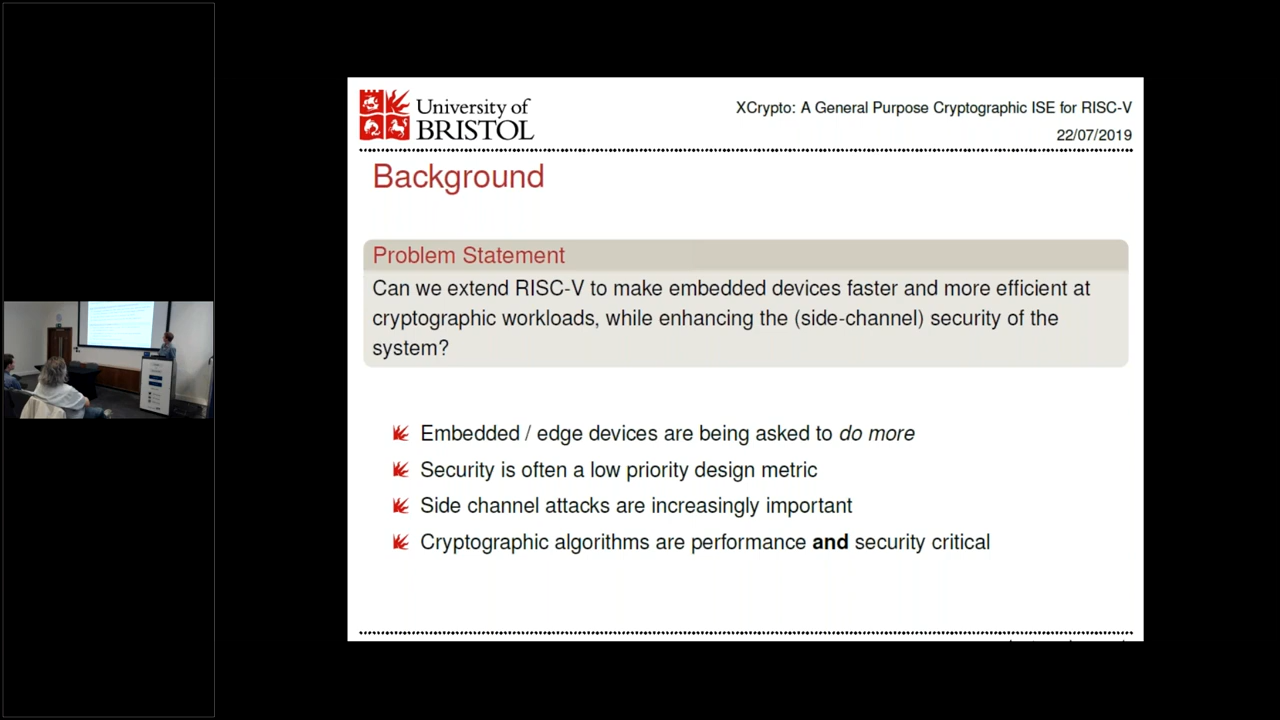 University of
BRISTOL
XCrypto: A General Purpose Cryptographic ISE for RISC-V
22/07/2019
Background
Problem Statement
Can we extend RISC-V to make embedded devices faster and more efficient at
cryptographic workloads, while enhancing the (side-channel) security of the
system?
Embedded / edge devices are being asked to do more
Security is often a low priority design metric
Side channel attacks are increasingly important
Cryptographic algorithms are performance and security critical